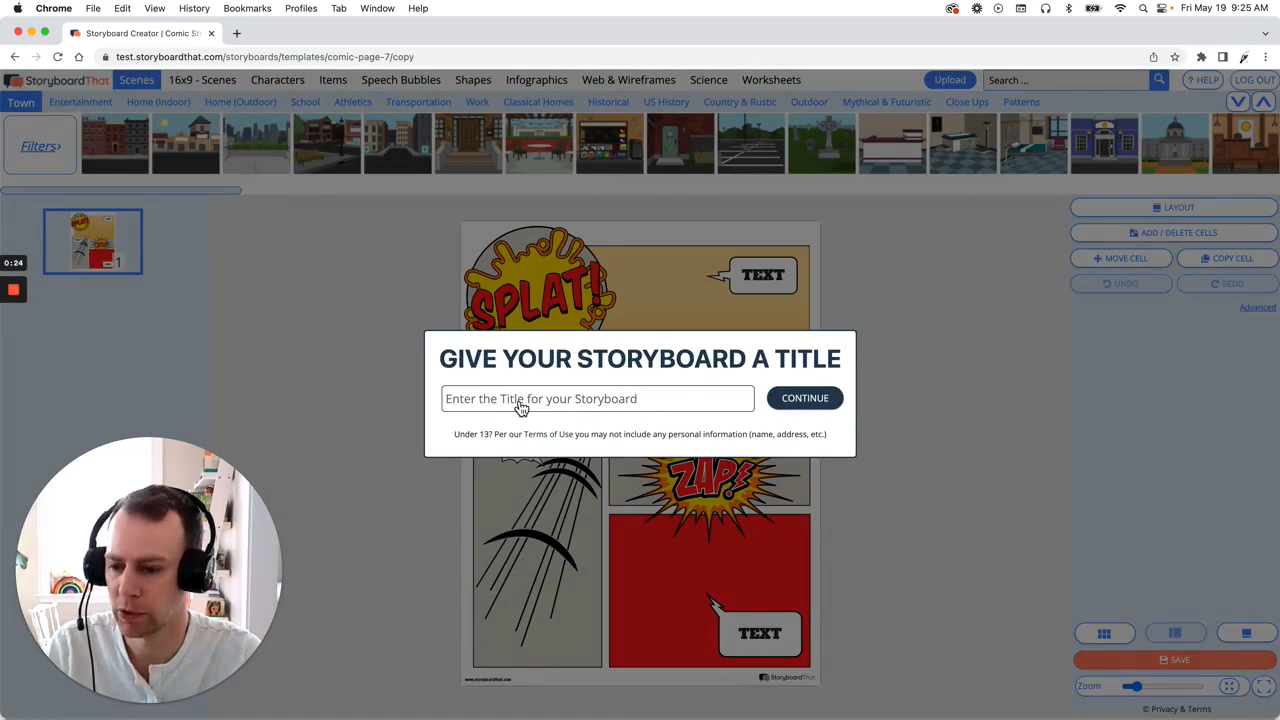 Chrome File Edit View History Bookmarks Profiles Tab Window Help
Fri May 19 9:25 AM
Storyboard Creator | Comic St
test.storyboardthat.com/storyboards/templates/comic-page-7/copy
StoryboardThat Scenes 16x9 - Scenes Characters Items Speech Bubbles Shapes Infographics Web & Wireframes Science Worksheets Upload Search ... ? HELP LOG OUT
Town Entertainment Home (Indoor) Home (Outdoor) School Athletics Transportation Work Classical Homes Historical US History Country & Rustic Outdoor Mythical & Futuristic Close Ups Patterns
Filters›
LAYOUT
ADD / DELETE CELLS
MOVE CELL COPY CELL
UNDO REDO
Advanced
1
0:24
SPLAT!
TEXT
GIVE YOUR STORYBOARD A TITLE
Enter the Title for your Storyboard CONTINUE
Under 13? Per our Terms of Use you may not include any personal information (name, address, etc.)
ZAP!
TEXT
www.storyboardthat.com StoryboardThat
SAVE
Zoom
© Privacy & Terms